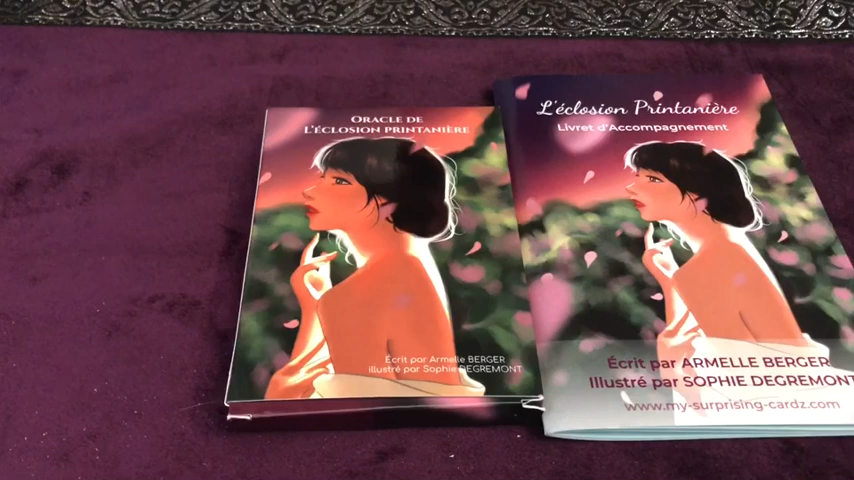 ORACLE DE
L'ÉCLOSION PRINTANIÈRE
Écrit par Armelle BERGER
illustré par Sophie DEGREMONT
L'éclosion Printanière
Livret d'Accompagnement
Écrit par ARMELLE BERGER
Illustré par SOPHIE DEGREMONT
www.my-surprising-cardz.com